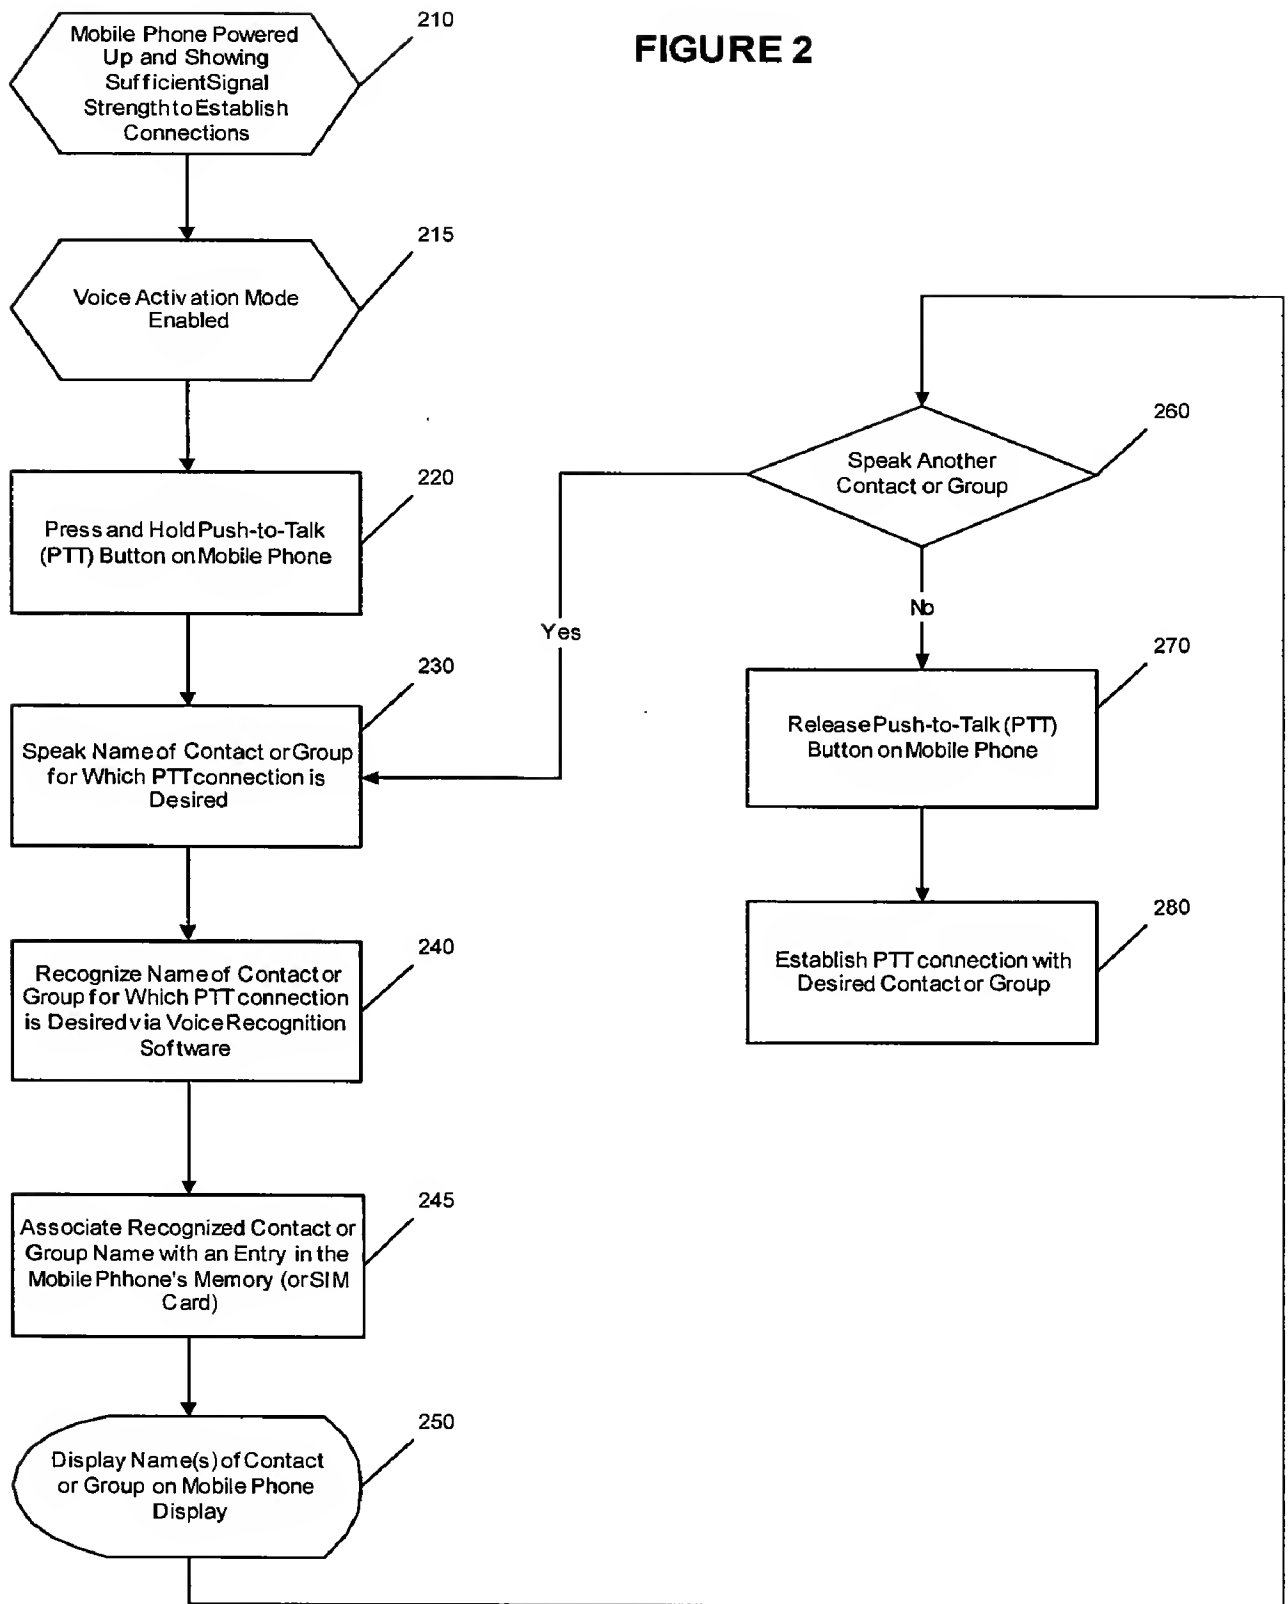 FIGURE 2
210
Mobile Phone Powered
Up and Showing
Sufficient Signal
Strength to Establish
Connections
215
Voice Activation Mode
Enabled
220
Press and Hold Push-to-Talk
(PTT) Button on Mobile Phone
230
Speak Name of Contact or Group
for Which PTT connection is
Desired
240
Recognize Name of Contact or
Group for Which PTT connection
is Desired via Voice Recognition
Software
245
Associate Recognized Contact or
Group Name with an Entry in the
Mobile Phhone's Memory (or SIM
Card)
250
Display Name(s) of Contact
or Group on Mobile Phone
Display
260
Speak Another
Contact or Group
Yes
No
270
Release Push-to-Talk (PTT)
Button on Mobile Phone
280
Establish PTT connection with
Desired Contact or Group